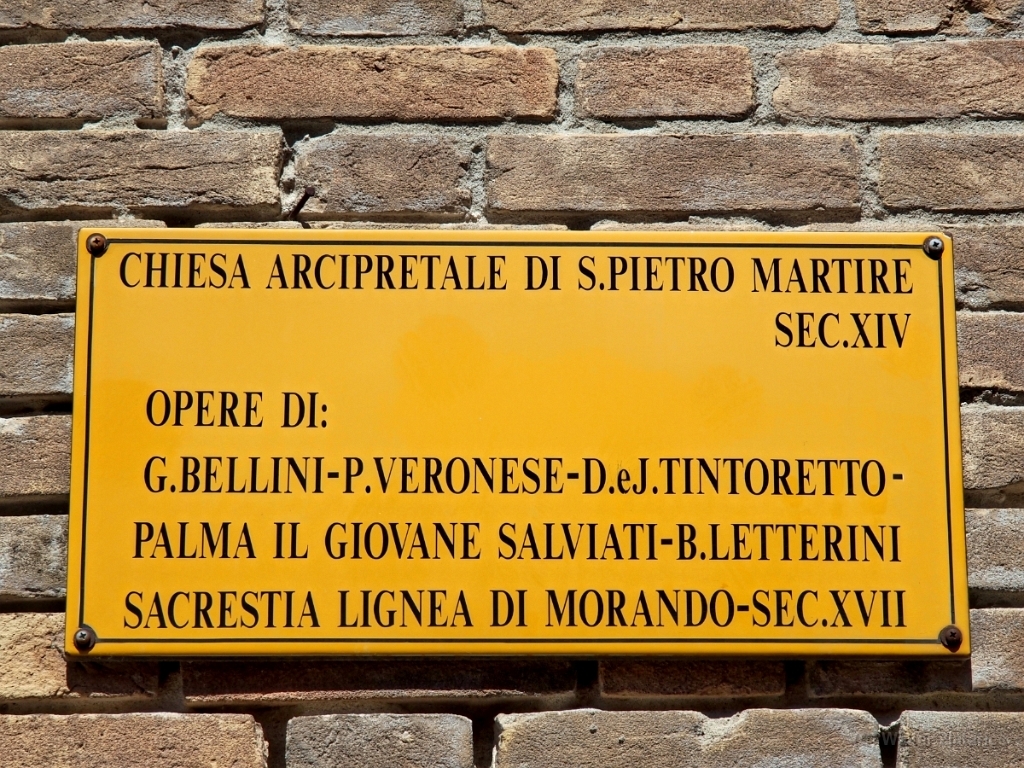 CHIESA ARCIPRETALE DI S.PIETRO MARTIRE
SEC.XIV
OPERE DI:
G.BELLINI-P.VERONESE-D.eJ.TINTORETTO-
PALMA IL GIOVANE SALVIATI-B.LETTERINI
SACRESTIA LIGNEA DI MORANDO-SEC.XVII